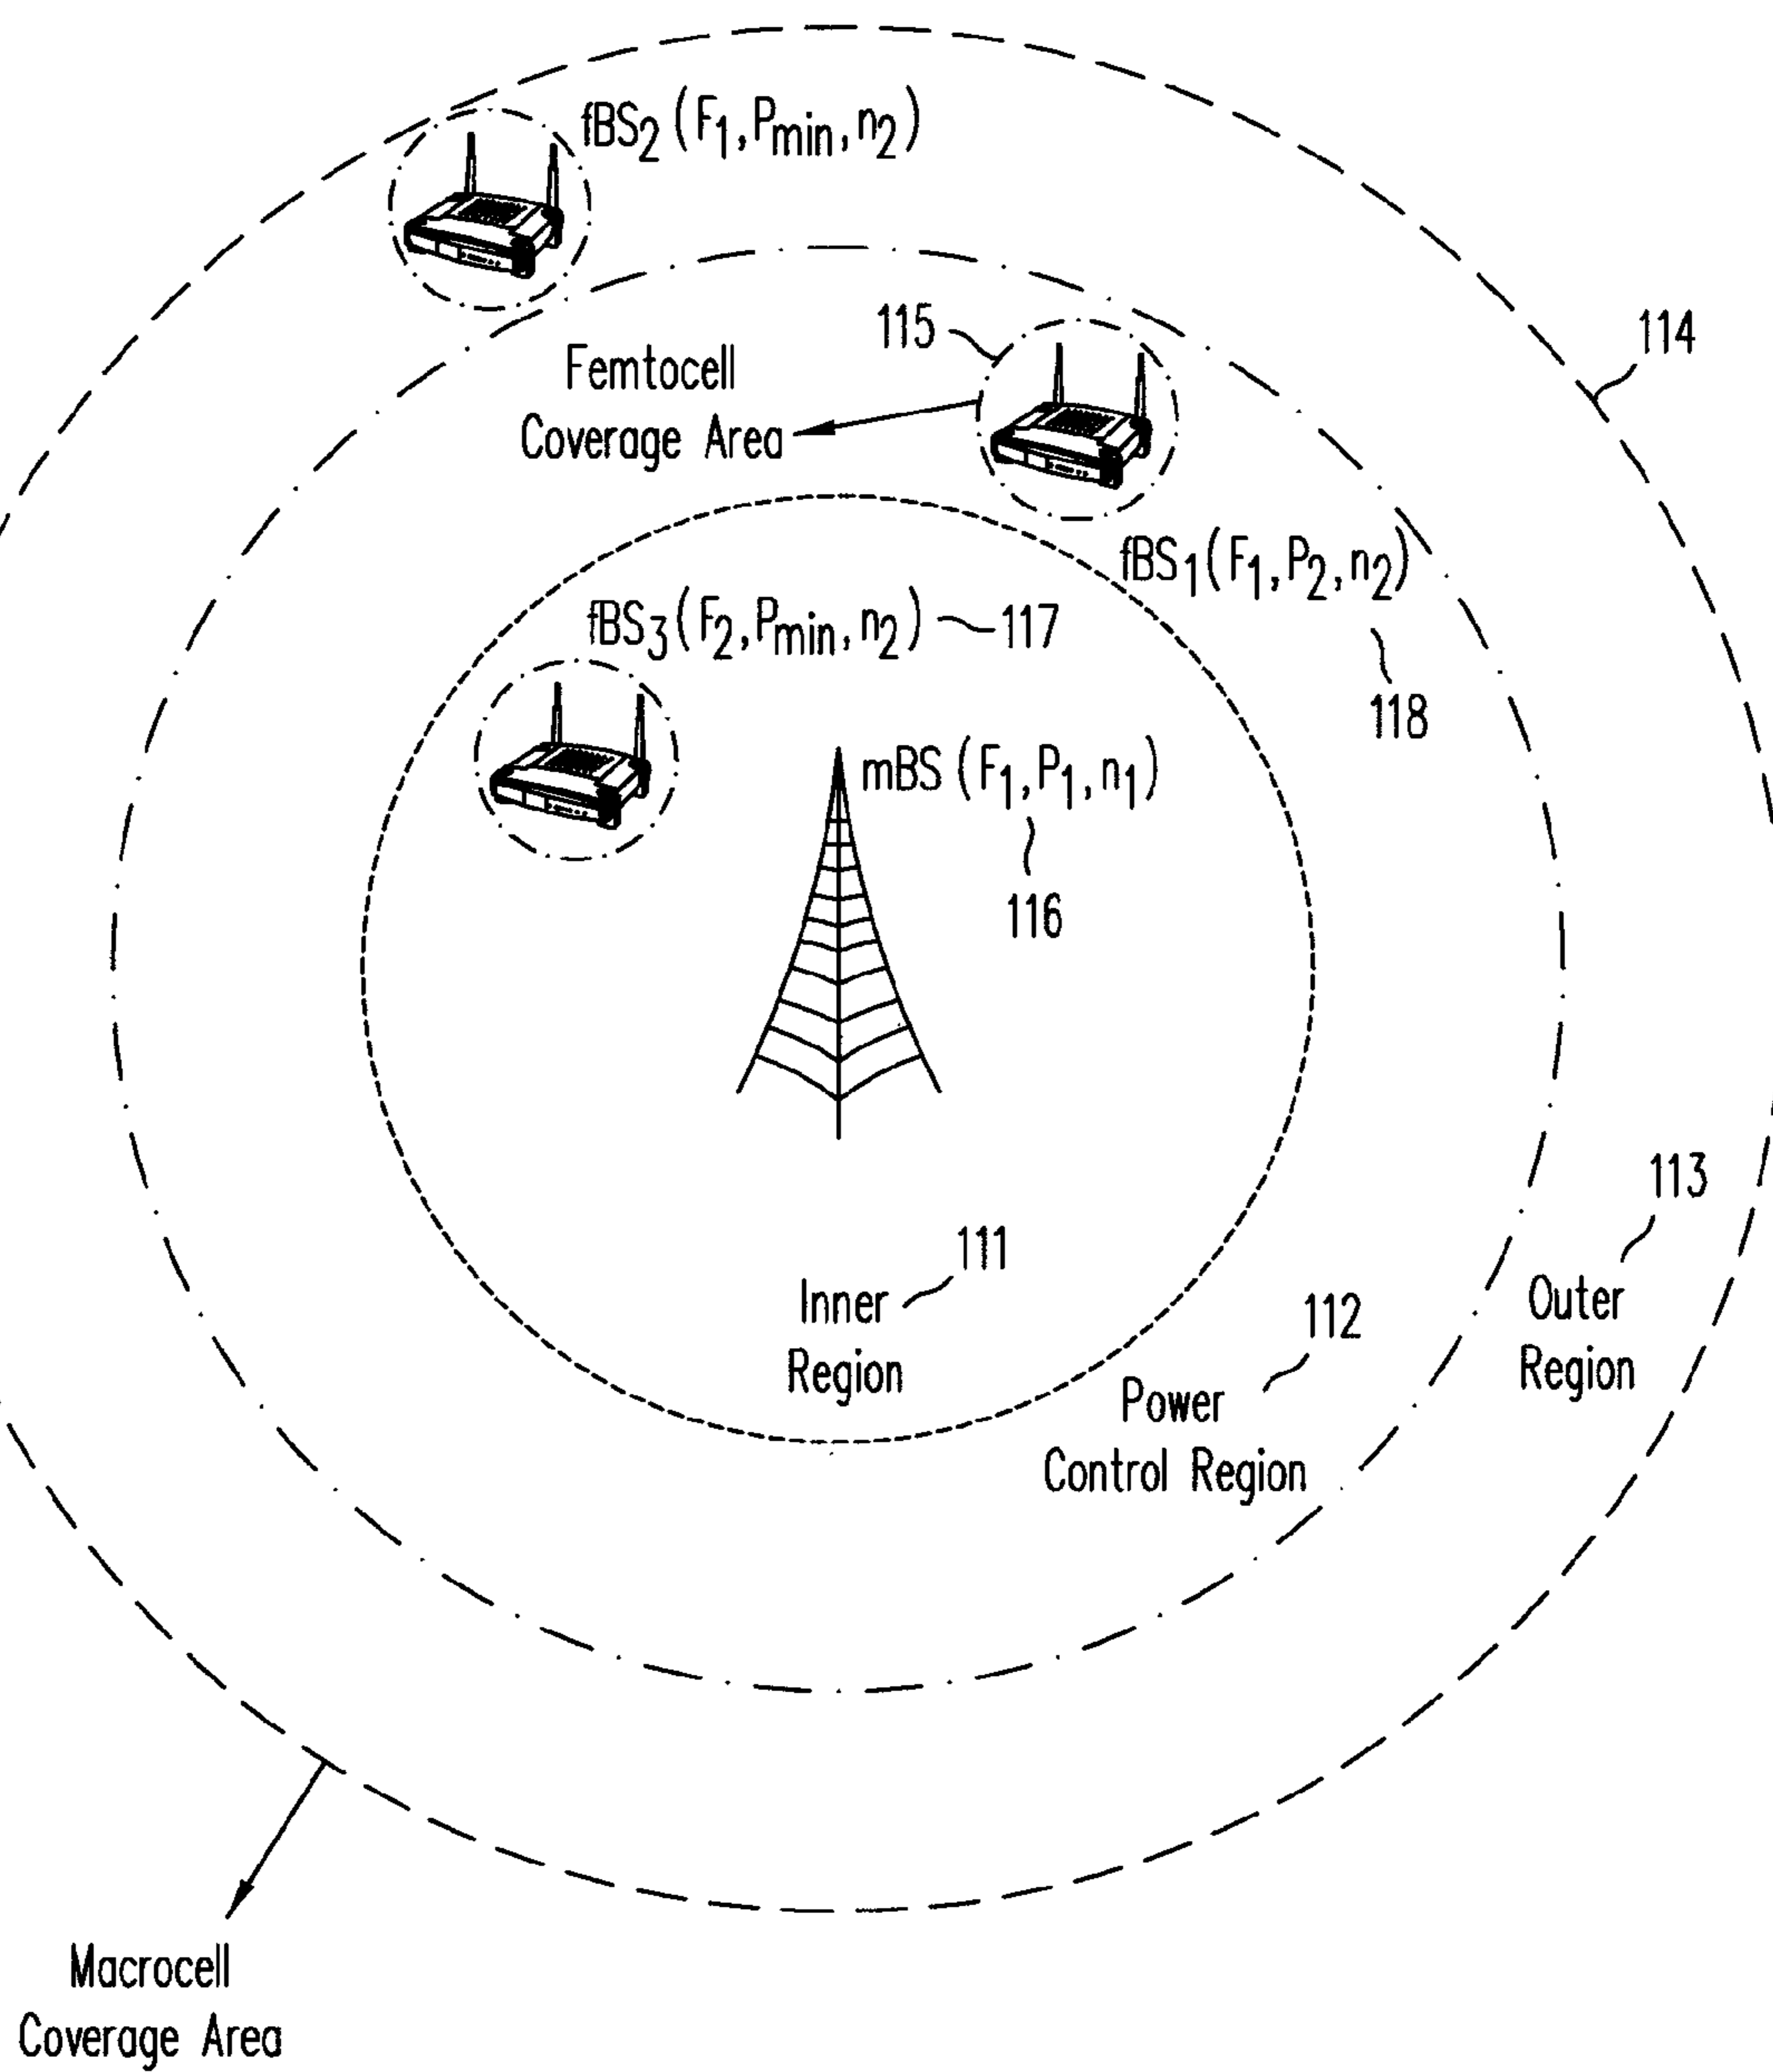 fBS2 (F1, Pmin, n2)
115
114
Femtocell
Coverage Area
fBS1 (F1, P2, n2)
fBS3 (F2, Pmin, n2)
117
118
mBS (F1, P1, n1)
116
113
111
Inner
Region
112
Outer
Region
Power
Control Region
Macrocell
Coverage Area